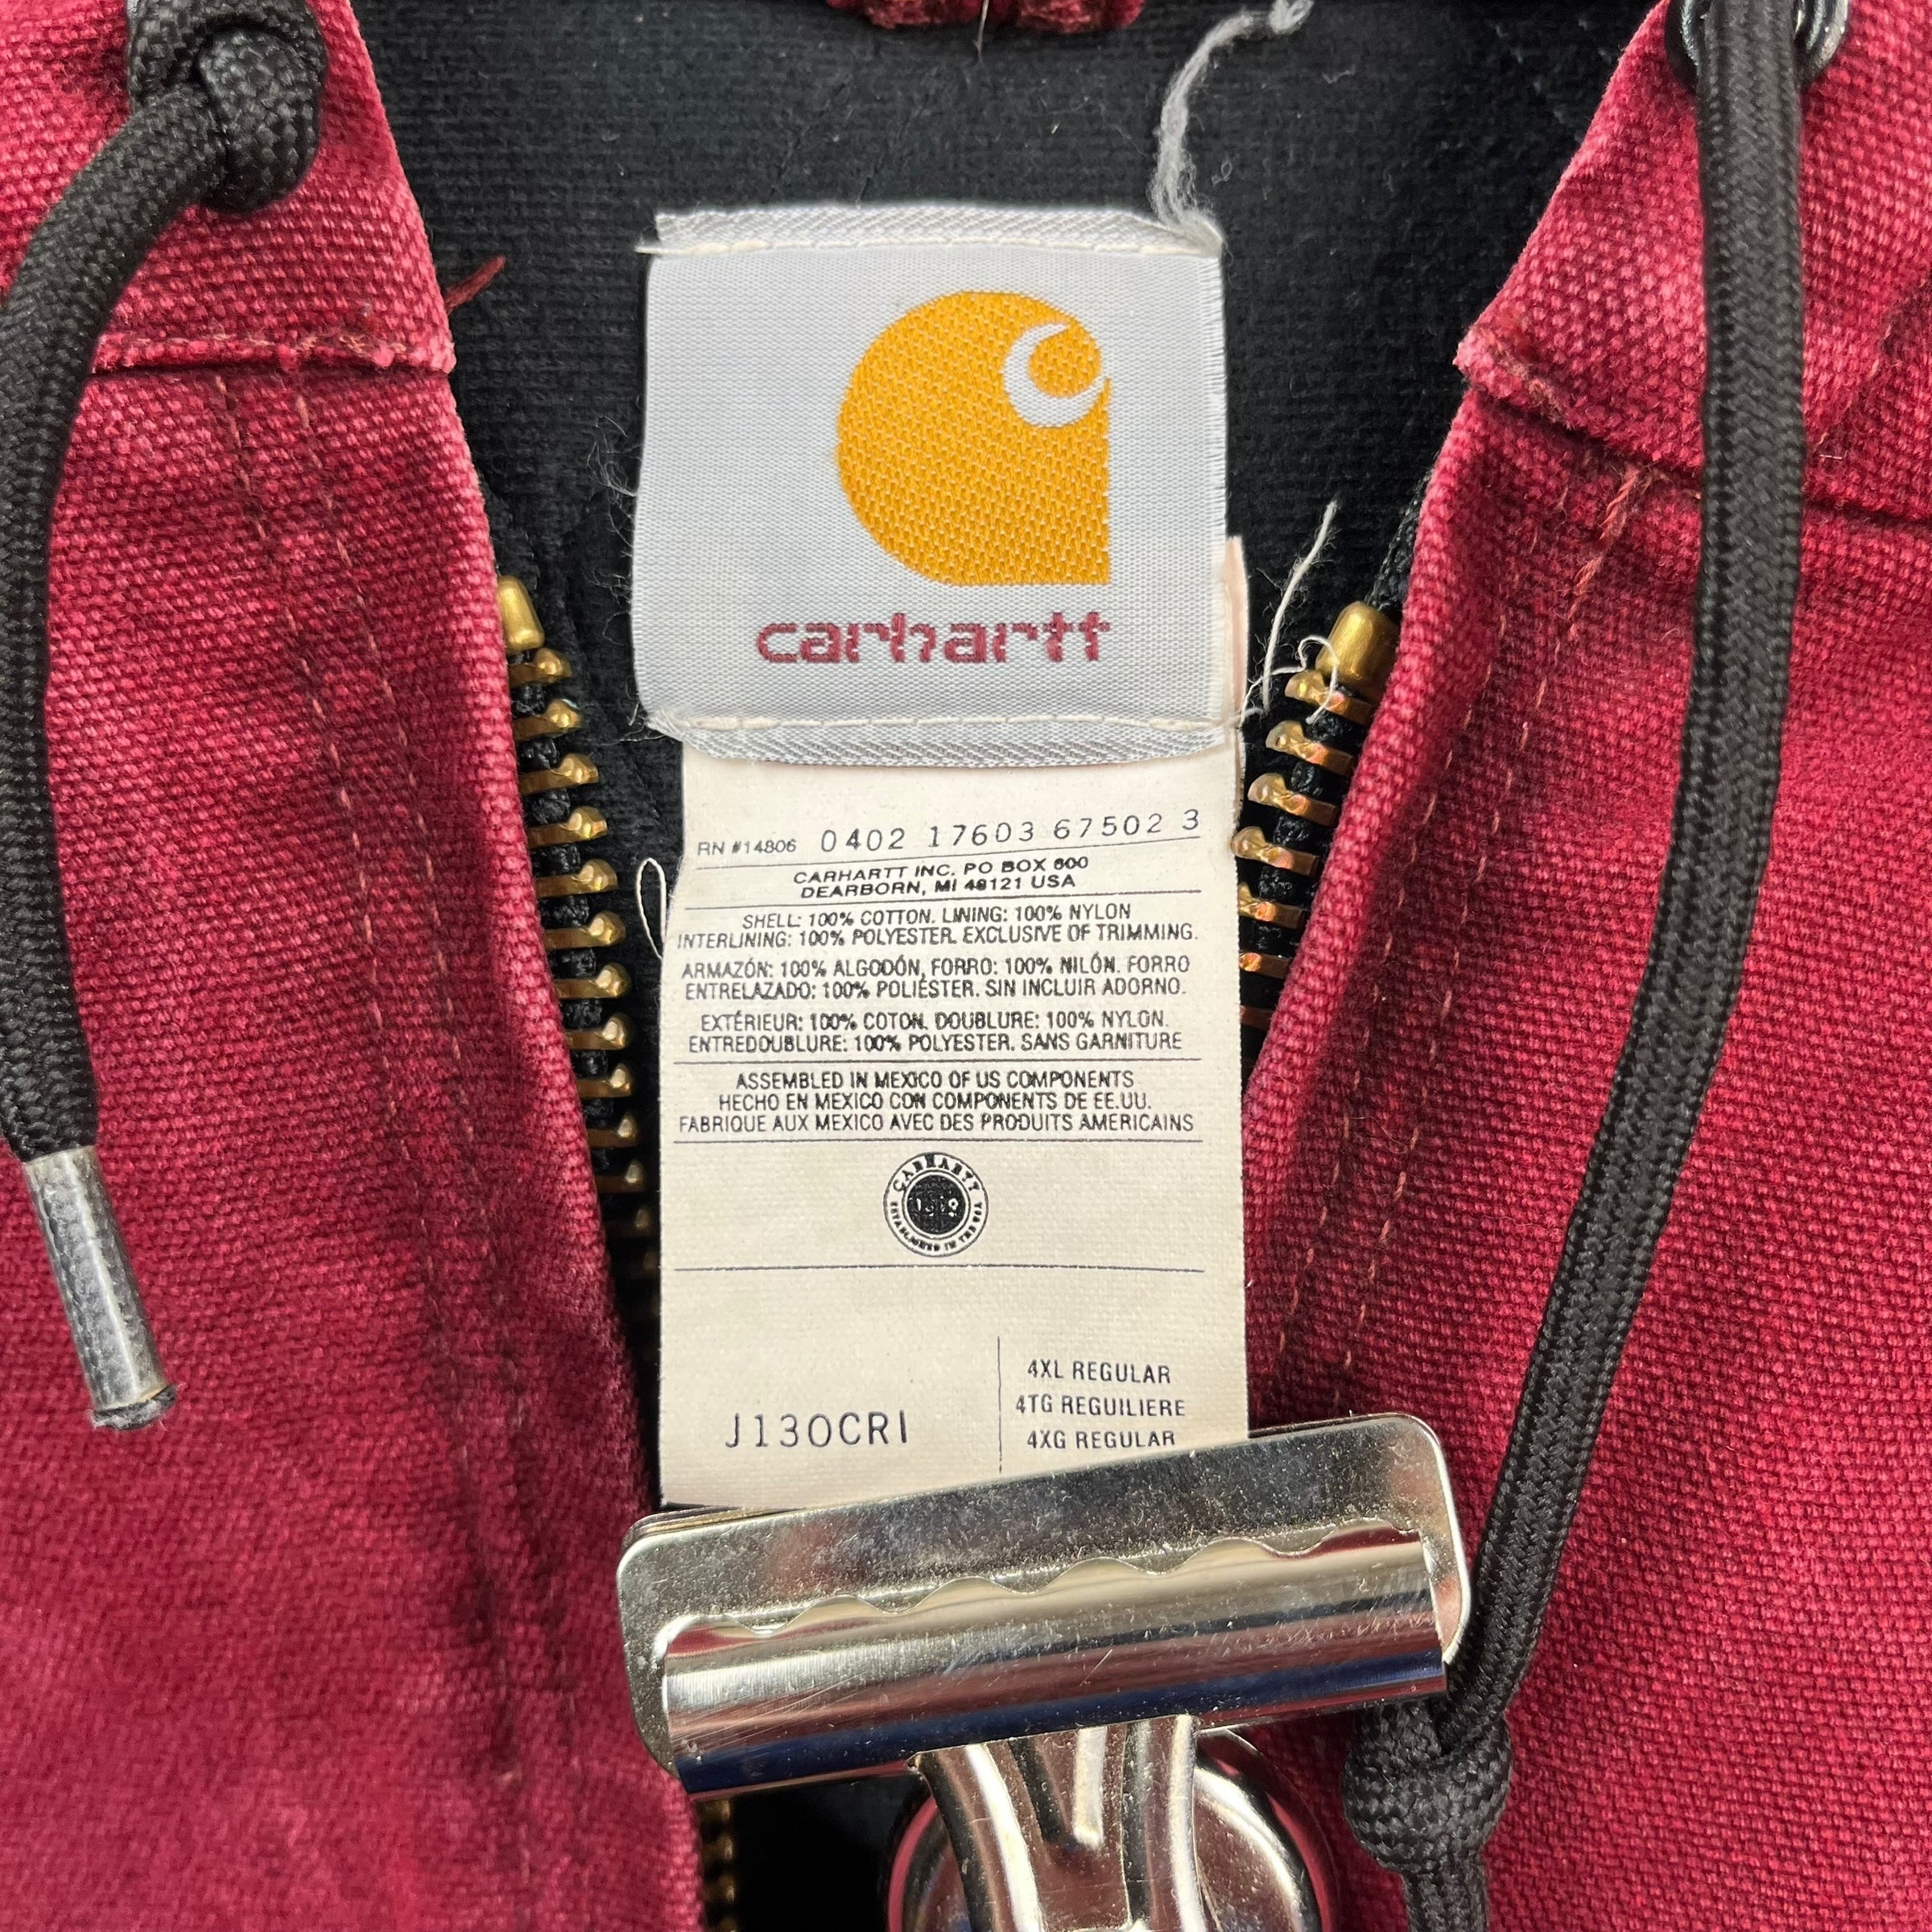 carhartt
RN #14806 0402 17603 67502 3
CARHARTT INC. PO BOX 600
DEARBORN, MI 48121 USA
SHELL: 100% COTTON. LINING: 100% NYLON
INTERLINING: 100% POLYESTER. EXCLUSIVE OF TRIMMING.
ARMAZÓN: 100% ALGODÓN, FORRO: 100% NILÓN. FORRO
ENTRELAZADO: 100% POLIÉSTER. SIN INCLUIR ADORNO.
EXTÉRIEUR: 100% COTON. DOUBLURE: 100% NYLON.
ENTREDOUBLURE: 100% POLYESTER. SANS GARNITURE
ASSEMBLED IN MEXICO OF US COMPONENTS
HECHO EN MEXICO CON COMPONENTS DE EE.UU.
FABRIQUE AUX MEXICO AVEC DES PRODUITS AMERICAINS
CARHARTT
ESTABLISHED IN THE USA
J130CRI
4XL REGULAR
4TG REGUILIERE
4XG REGULAR